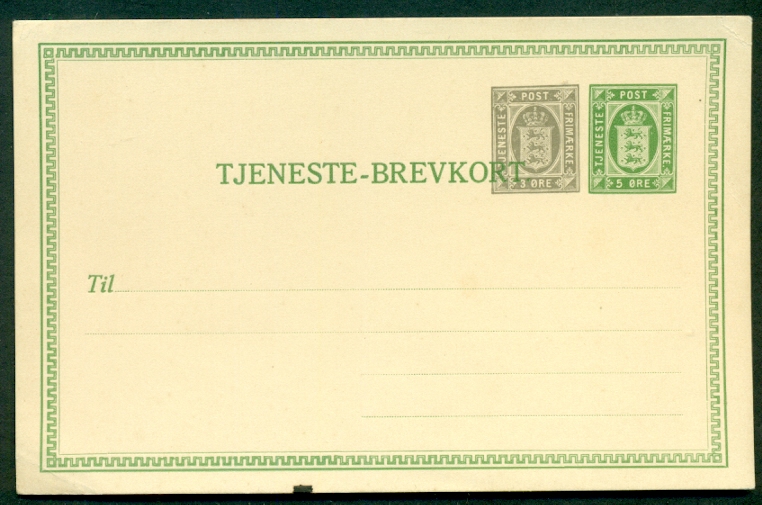 POST
TJENESTE
FRIMÆRKE
3 ØRE
POST
TJENESTE
FRIMÆRKE
5 ØRE
TJENESTE-BREVKORT
Til